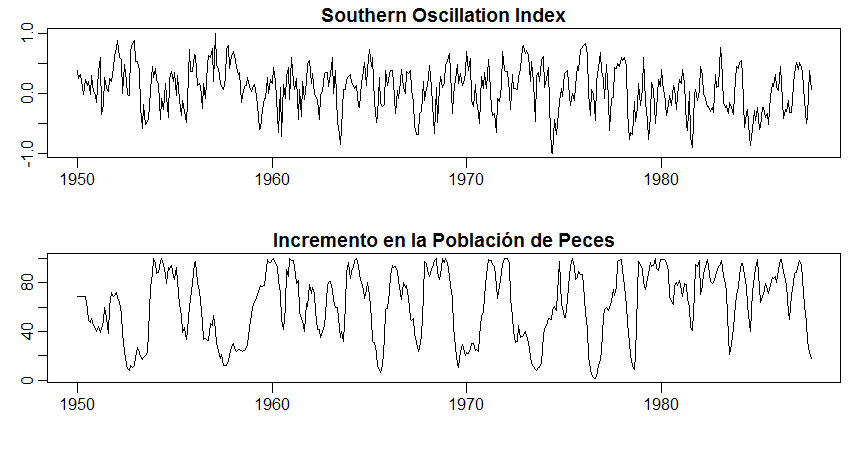 Southern Oscillation Index
1.0
0.0
-1.0
1950 1960 1970 1980
Incremento en la Población de Peces
80
40
0
1950 1960 1970 1980